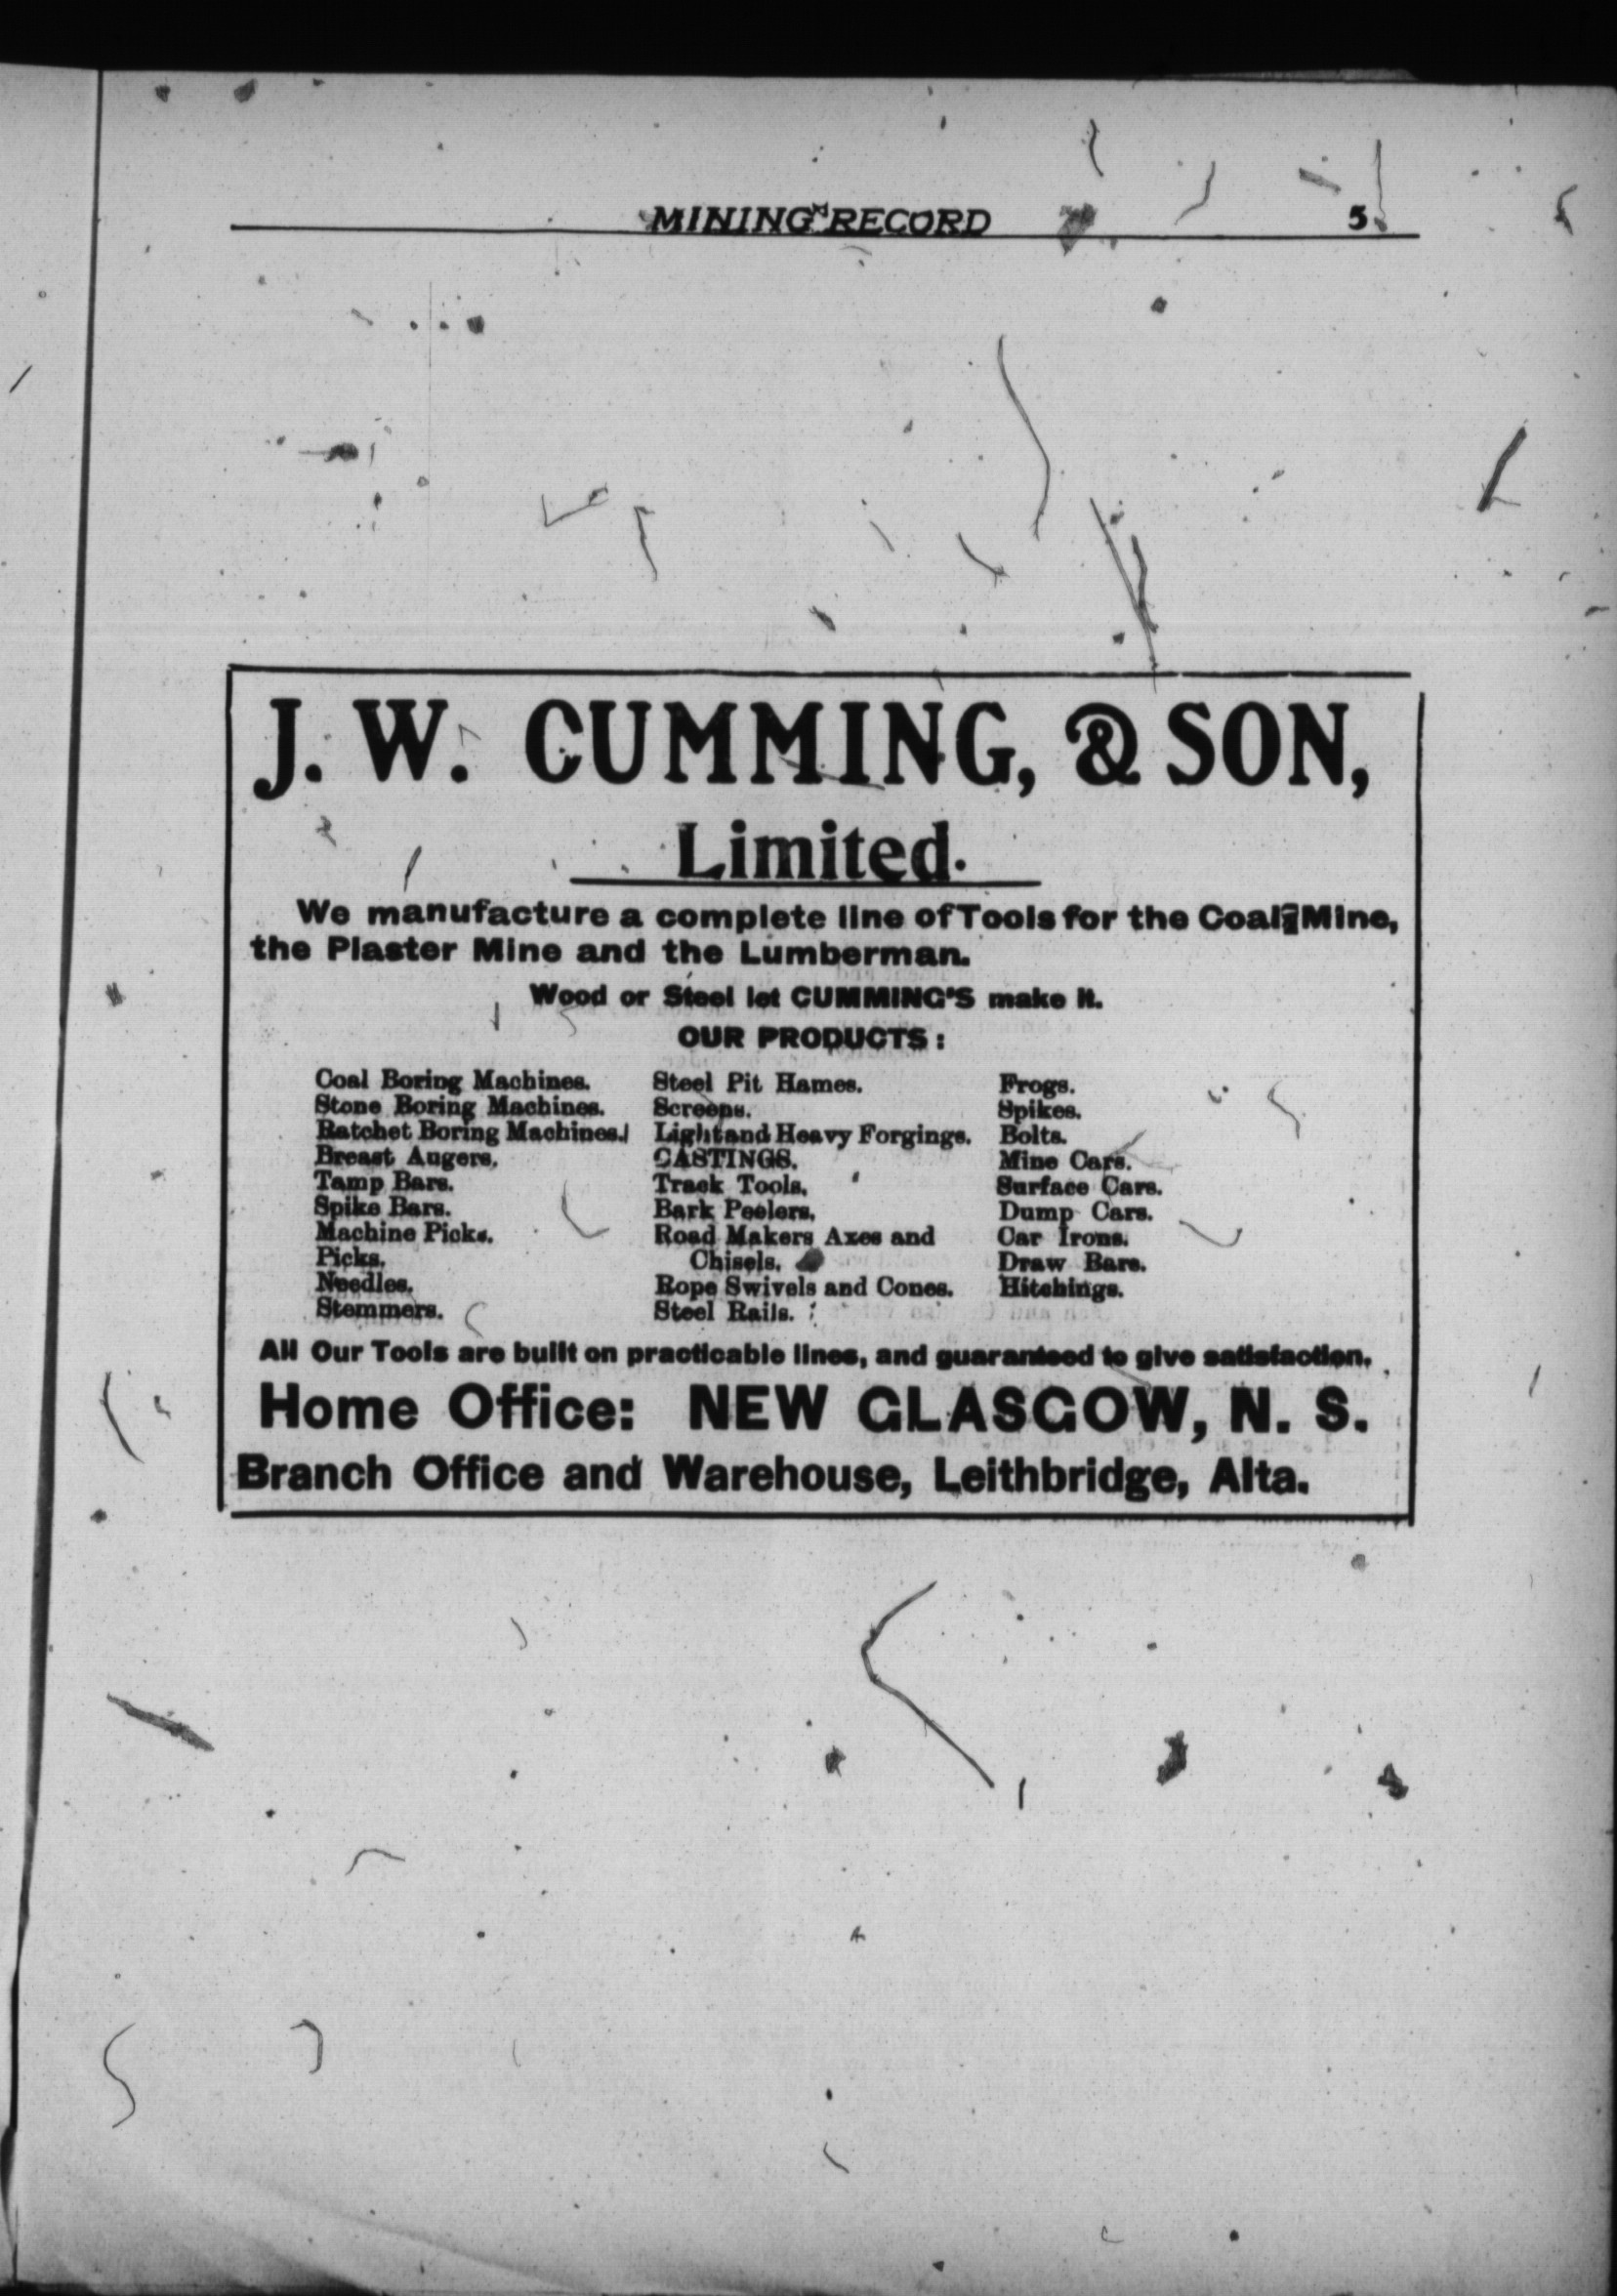 MINING RECORD 5
J. W. CUMMING, & SON,
Limited.
We manufacture a complete line of Tools for the Coal Mine,
the Plaster Mine and the Lumberman.
Wood or Steel let CUMMING'S make it.
OUR PRODUCTS:
Coal Boring Machines.
Stone Boring Machines.
Ratchet Boring Machines.
Breast Augers.
Tamp Bars.
Spike Bars.
Machine Picks.
Picks.
Needles.
Stemmers.
Steel Pit Hames.
Screens.
Light and Heavy Forgings.
CASTINGS.
Track Tools.
Bark Peelers.
Road Makers Axes and
Chisels.
Rope Swivels and Cones.
Steel Rails.
Frogs.
Spikes.
Bolts.
Mine Cars.
Surface Cars.
Dump Cars.
Car Irons.
Draw Bars.
Hitchings.
All Our Tools are built on practicable lines, and guaranteed to give satisfaction.
Home Office: NEW GLASGOW, N. S.
Branch Office and Warehouse, Leithbridge, Alta.